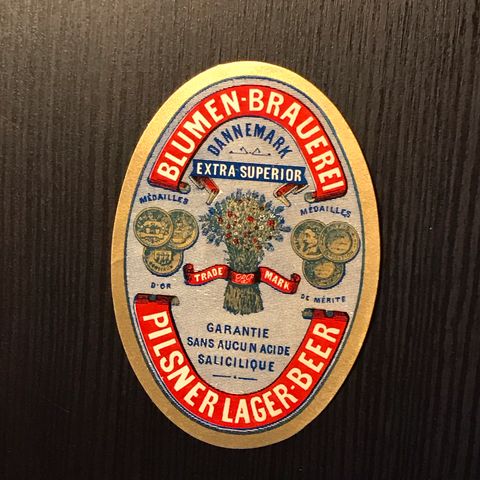 BLUMEN-BRAUEREI
DANNEMARK
EXTRA SUPERIOR
MÉDAILLES
MÉDAILLES
TRADE MARK
D'OR
DE MÉRITE
GARANTIE
SANS AUCUN ACIDE
SALICILIQUE
PILSNER LAGER-BEER